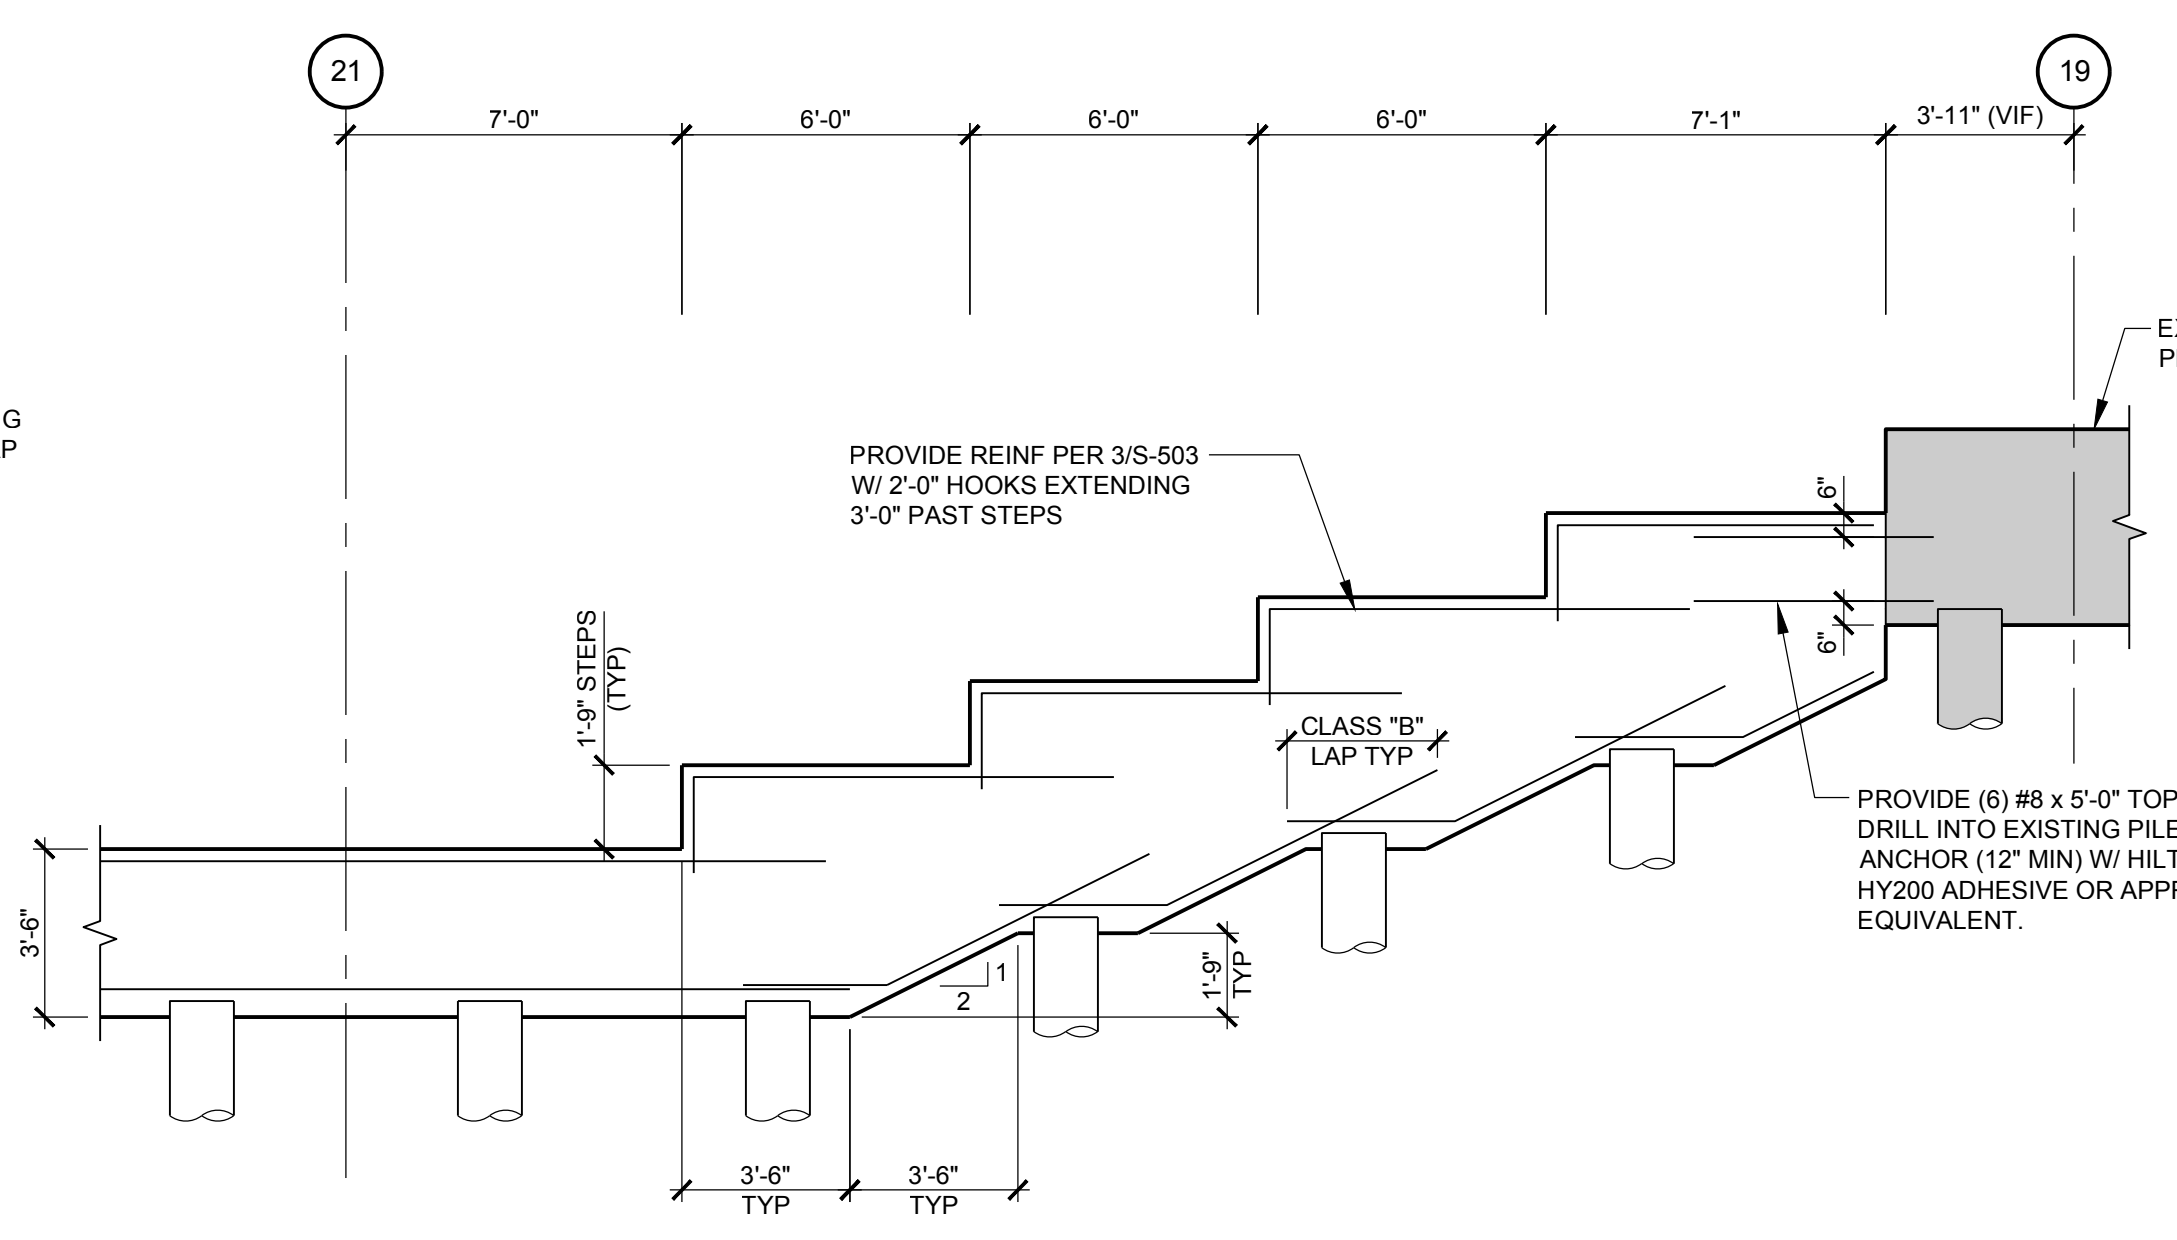 21
19
7'-0"
6'-0"
6'-0"
6'-0"
7'-1"
3'-11" (VIF)
G
P
PROVIDE REINF PER 3/S-503
W/ 2'-0" HOOKS EXTENDING
3'-0" PAST STEPS
6"
6"
1'-9" STEPS
(TYP)
CLASS "B"
LAP TYP
PROVIDE (6) #8 x 5'-0" TOP
DRILL INTO EXISTING PILE
ANCHOR (12" MIN) W/ HILT
HY200 ADHESIVE OR APP
EQUIVALENT.
3'-6"
1
2
1'-9"
TYP
3'-6"
TYP
3'-6"
TYP